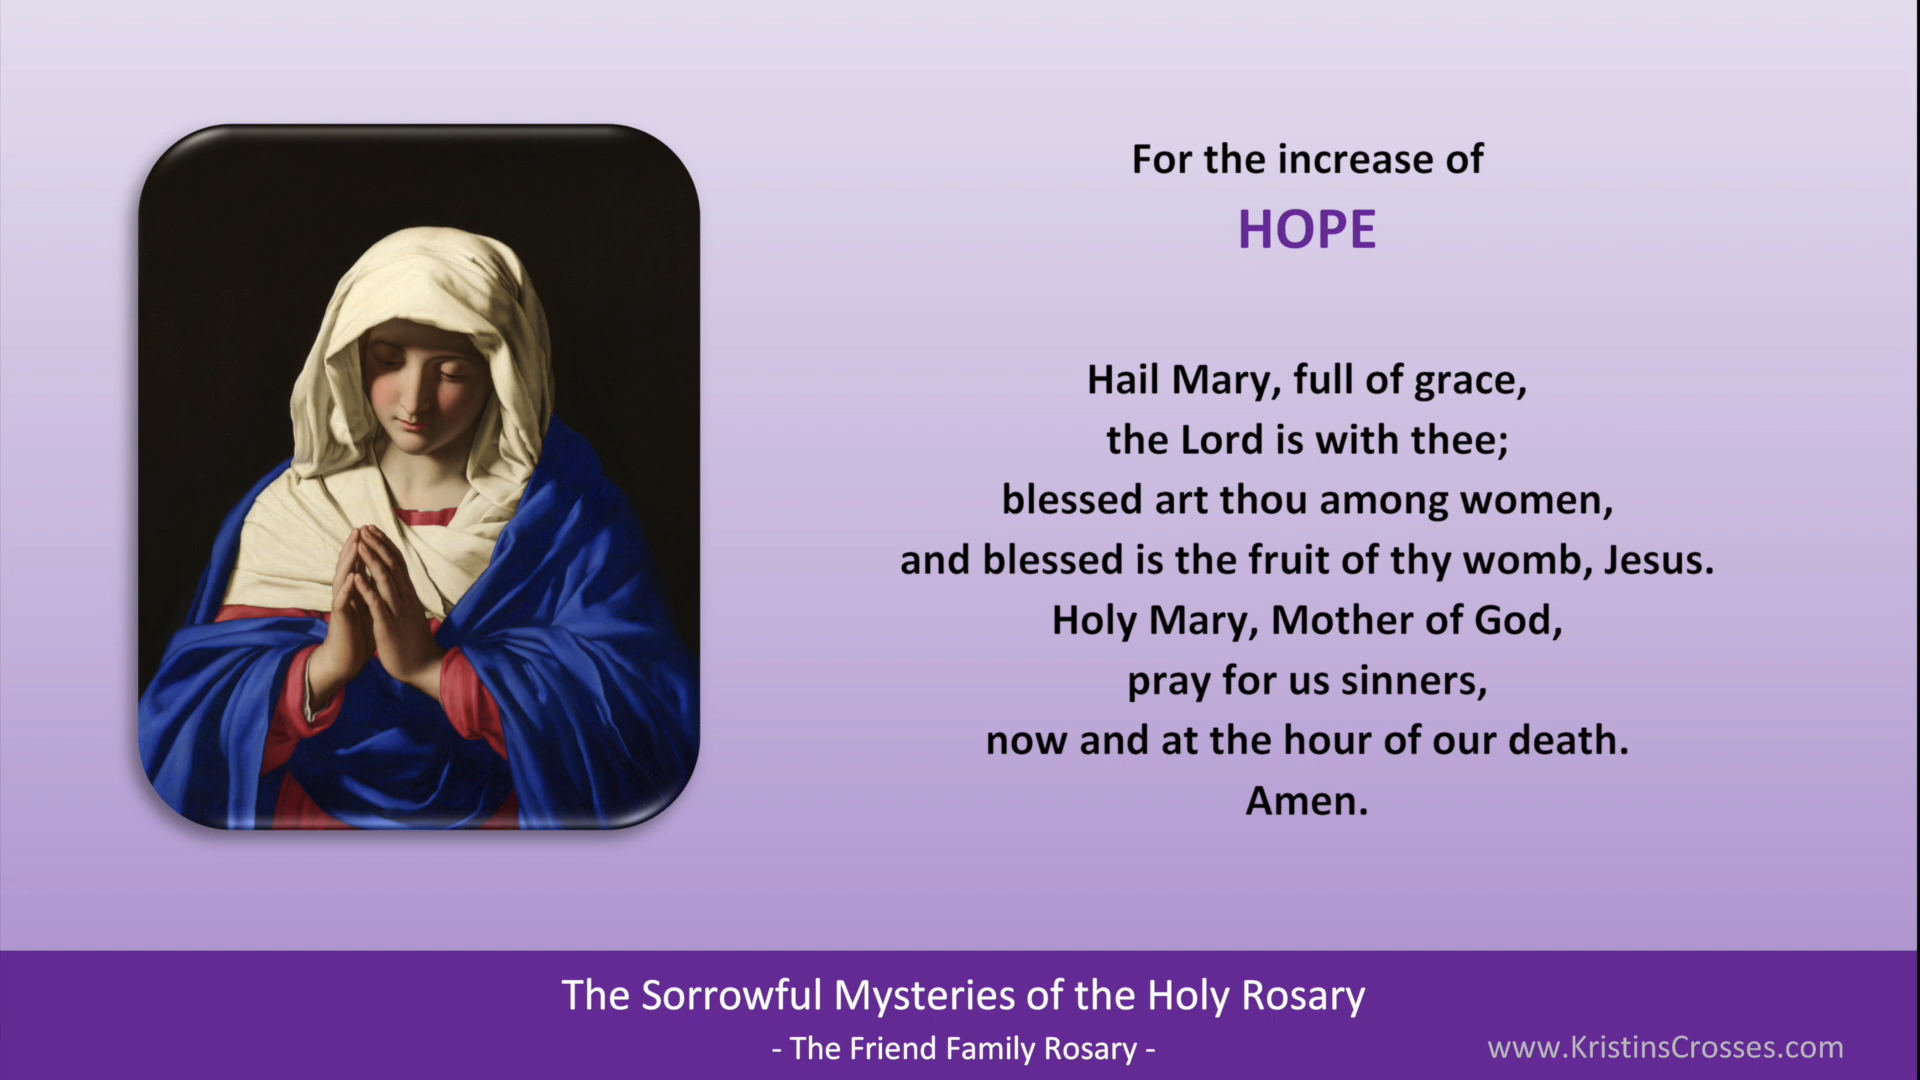 For the increase of
HOPE
Hail Mary, full of grace,
the Lord is with thee;
blessed art thou among women,
and blessed is the fruit of thy womb, Jesus.
Holy Mary, Mother of God,
pray for us sinners,
now and at the hour of our death.
Amen.
The Sorrowful Mysteries of the Holy Rosary
- The Friend Family Rosary -
www.KristinsCrosses.com